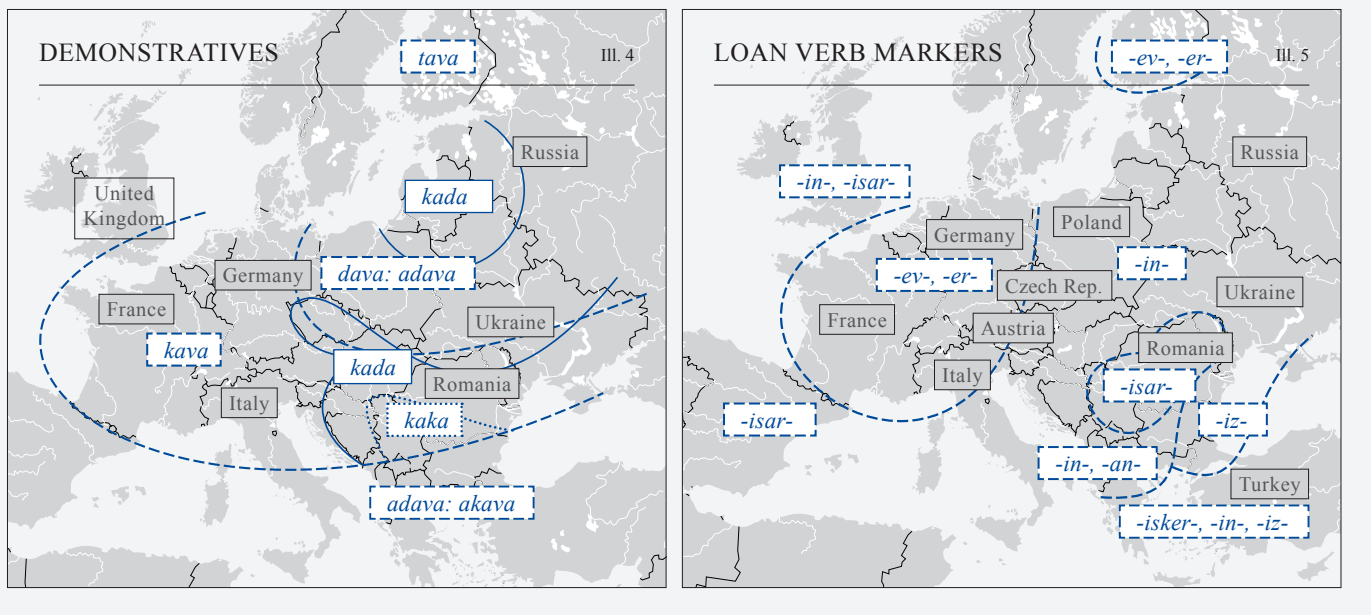 DEMONSTRATIVES
Ill. 4
tava
Russia
United
Kingdom
kada
Germany
dava: adava
France
Ukraine
kava
kada
Romania
Italy
kaka
adava: akava
LOAN VERB MARKERS
Ill. 5
-ev-, -er-
Russia
-in-, -isar-
Poland
Germany
-in-
-ev-, -er-
Czech Rep.
Ukraine
France
Austria
Romania
Italy
-isar-
-isar-
-iz-
-in-, -an-
Turkey
-isker-, -in-, -iz-